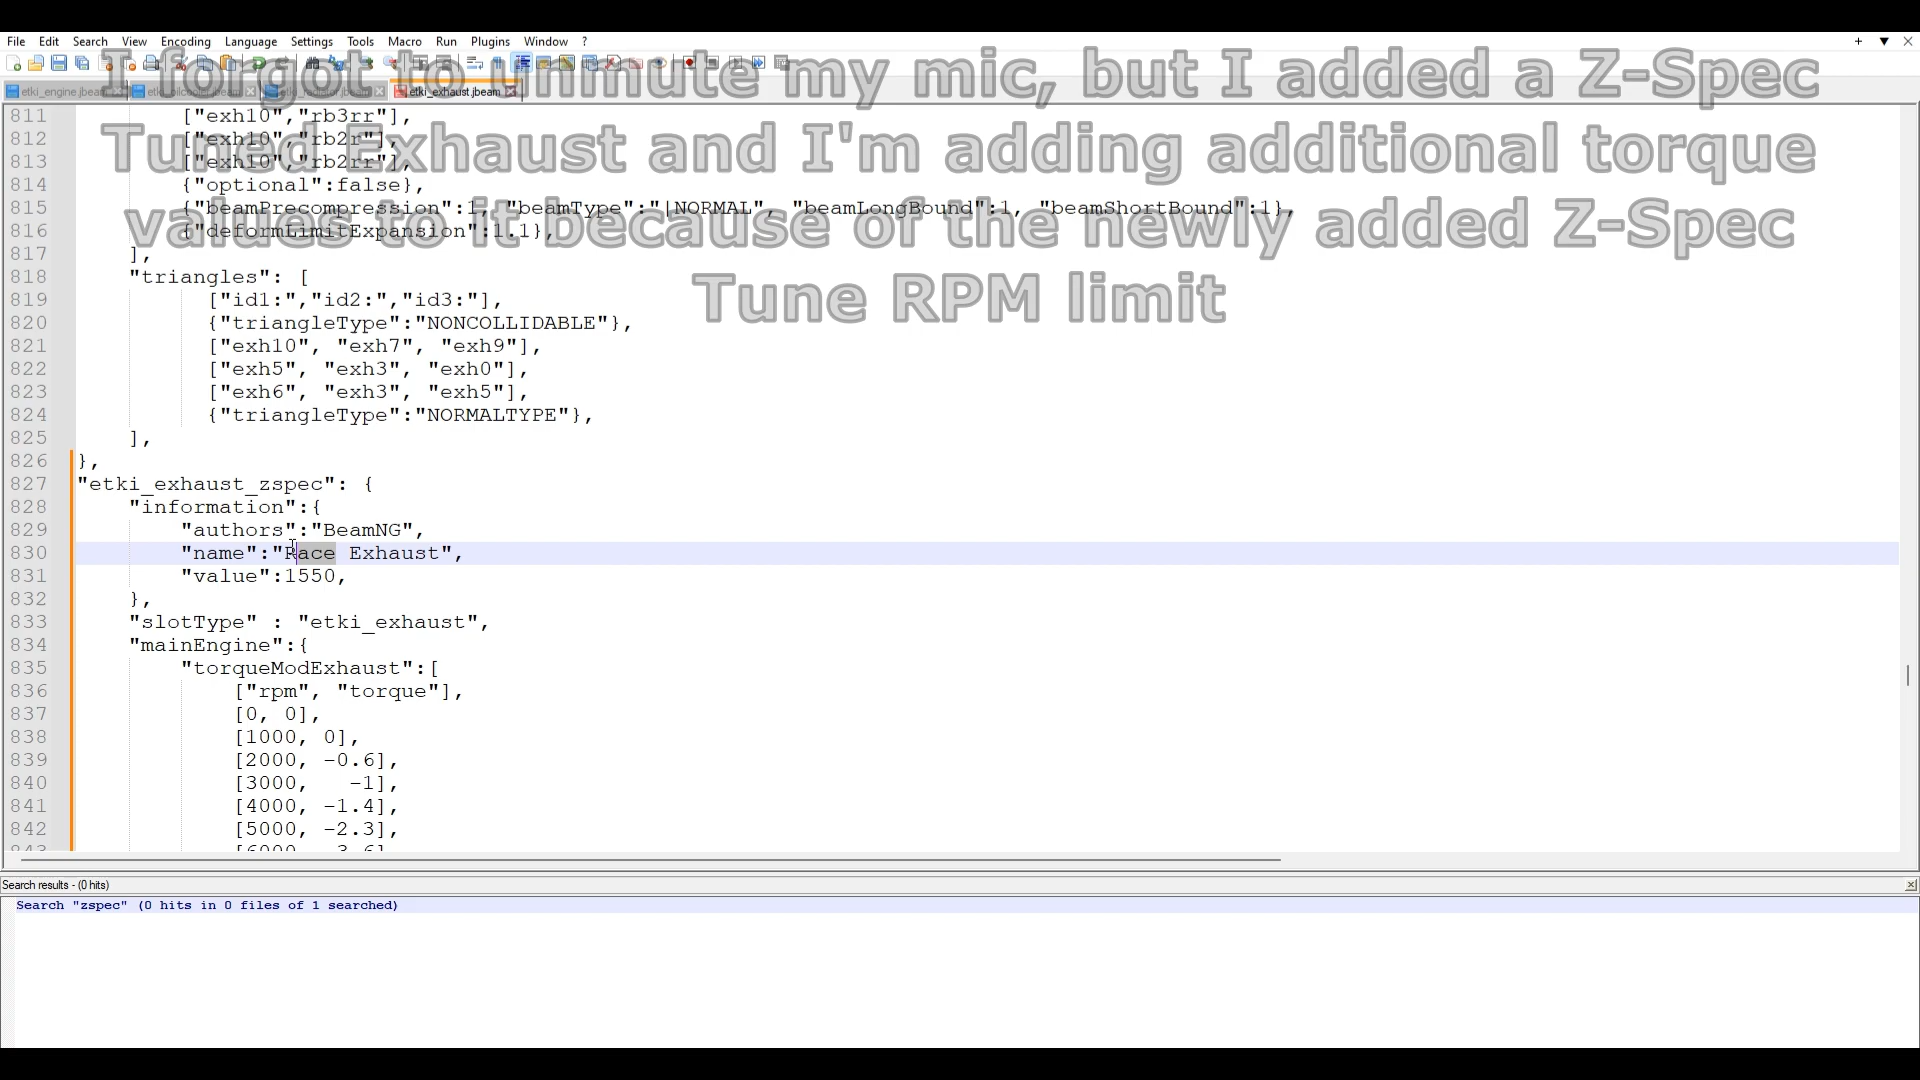 File Edit Search View Encoding Language Settings Tools Macro Run Plugins Window ?
I forgot to unmute my mic, but I added a Z-Spec
Tuned Exhaust and I'm adding additional torque
values to it because of the newly added Z-Spec
Tune RPM limit
etki_engine.jbeam etki_oilcooler.jbeam etki_radiator.jbeam etki_exhaust.jbeam
811 ["exh10","rb3rr"],
812 ["exh10","rb2r"],
813 ["exh10","rb2rr"],
814 {"optional":false},
815 {"beamPrecompression":1, "beamType":"|NORMAL", "beamLongBound":1, "beamShortBound":1},
816 {"deformLimitExpansion":1.1},
817 ],
818 "triangles": [
819 ["id1:","id2:","id3:"],
820 {"triangleType":"NONCOLLIDABLE"},
821 ["exh10", "exh7", "exh9"],
822 ["exh5", "exh3", "exh0"],
823 ["exh6", "exh3", "exh5"],
824 {"triangleType":"NORMALTYPE"},
825 ],
826 },
827 "etki_exhaust_zspec": {
828 "information":{
829 "authors":"BeamNG",
830 "name":"Race Exhaust",
831 "value":1550,
832 },
833 "slotType" : "etki_exhaust",
834 "mainEngine":{
835 "torqueModExhaust":[
836 ["rpm", "torque"],
837 [0, 0],
838 [1000, 0],
839 [2000, -0.6],
840 [3000, -1],
841 [4000, -1.4],
842 [5000, -2.3],
Search results - (0 hits)
Search "zspec" (0 hits in 0 files of 1 searched)